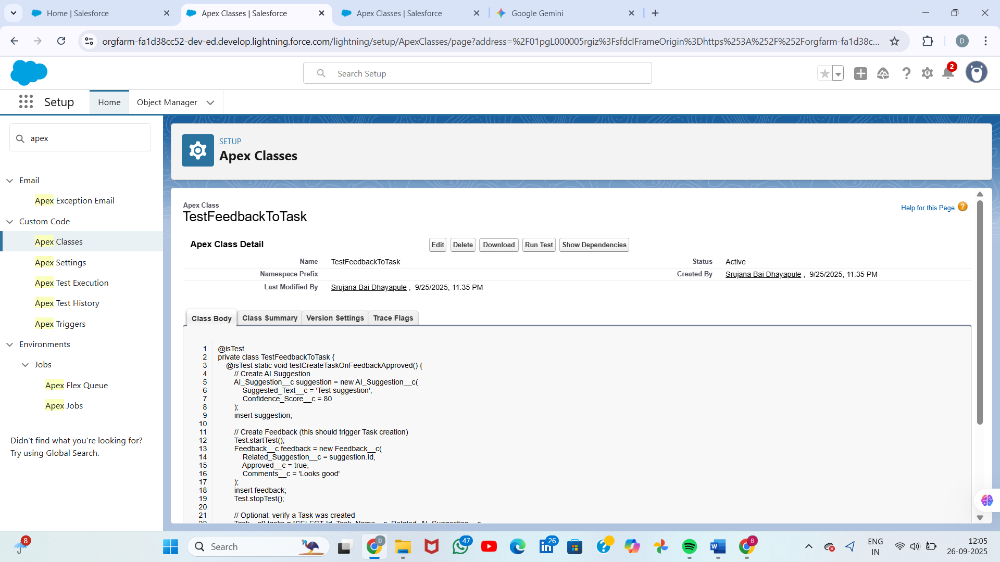 Home | Salesforce
Apex Classes | Salesforce
Apex Classes | Salesforce
Google Gemini
orgfarm-fa1d38cc52-dev-ed.develop.lightning.force.com/lightning/setup/ApexClasses/page?address=%2F01pgL000005rgiz%3FsfdcIFrameOrigin%3Dhttps%253A%252F%252Forgfarm-fa1d38c...
D
Search Setup
2
Setup
Home
Object Manager
apex
Email
Apex Exception Email
Custom Code
Apex Classes
Apex Settings
Apex Test Execution
Apex Test History
Apex Triggers
Environments
Jobs
Apex Flex Queue
Apex Jobs
Didn't find what you're looking for?
Try using Global Search.
SETUP
Apex Classes
Apex Class
TestFeedbackToTask
Help for this Page
Apex Class Detail
Edit
Delete
Download
Run Test
Show Dependencies
Name TestFeedbackToTask
Status Active
Namespace Prefix
Created By Srujana Bai Dhayapule , 9/25/2025, 11:35 PM
Last Modified By Srujana Bai Dhayapule , 9/25/2025, 11:35 PM
Class Body
Class Summary
Version Settings
Trace Flags
1 @isTest
2 private class TestFeedbackToTask {
3 @isTest static void testCreateTaskOnFeedbackApproved() {
4 // Create AI Suggestion
5 AI_Suggestion__c suggestion = new AI_Suggestion__c(
6 Suggested_Text__c = 'Test suggestion',
7 Confidence_Score__c = 80
8 );
9 insert suggestion;
10
11 // Create Feedback (this should trigger Task creation)
12 Test.startTest();
13 Feedback__c feedback = new Feedback__c(
14 Related_Suggestion__c = suggestion.Id,
15 Approved__c = true,
16 Comments__c = 'Looks good'
17 );
18 insert feedback;
19 Test.stopTest();
20
21 // Optional: verify a Task was created
22 Task__c[] tasks = [SELECT Id, Task_Name__c, Related_AI_Suggestion__c
8
Search
D
47
26
B
ENG
IN
12:05
26-09-2025